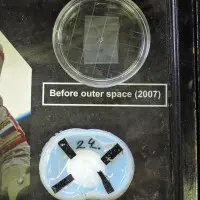 Before outer space (2007)
24.